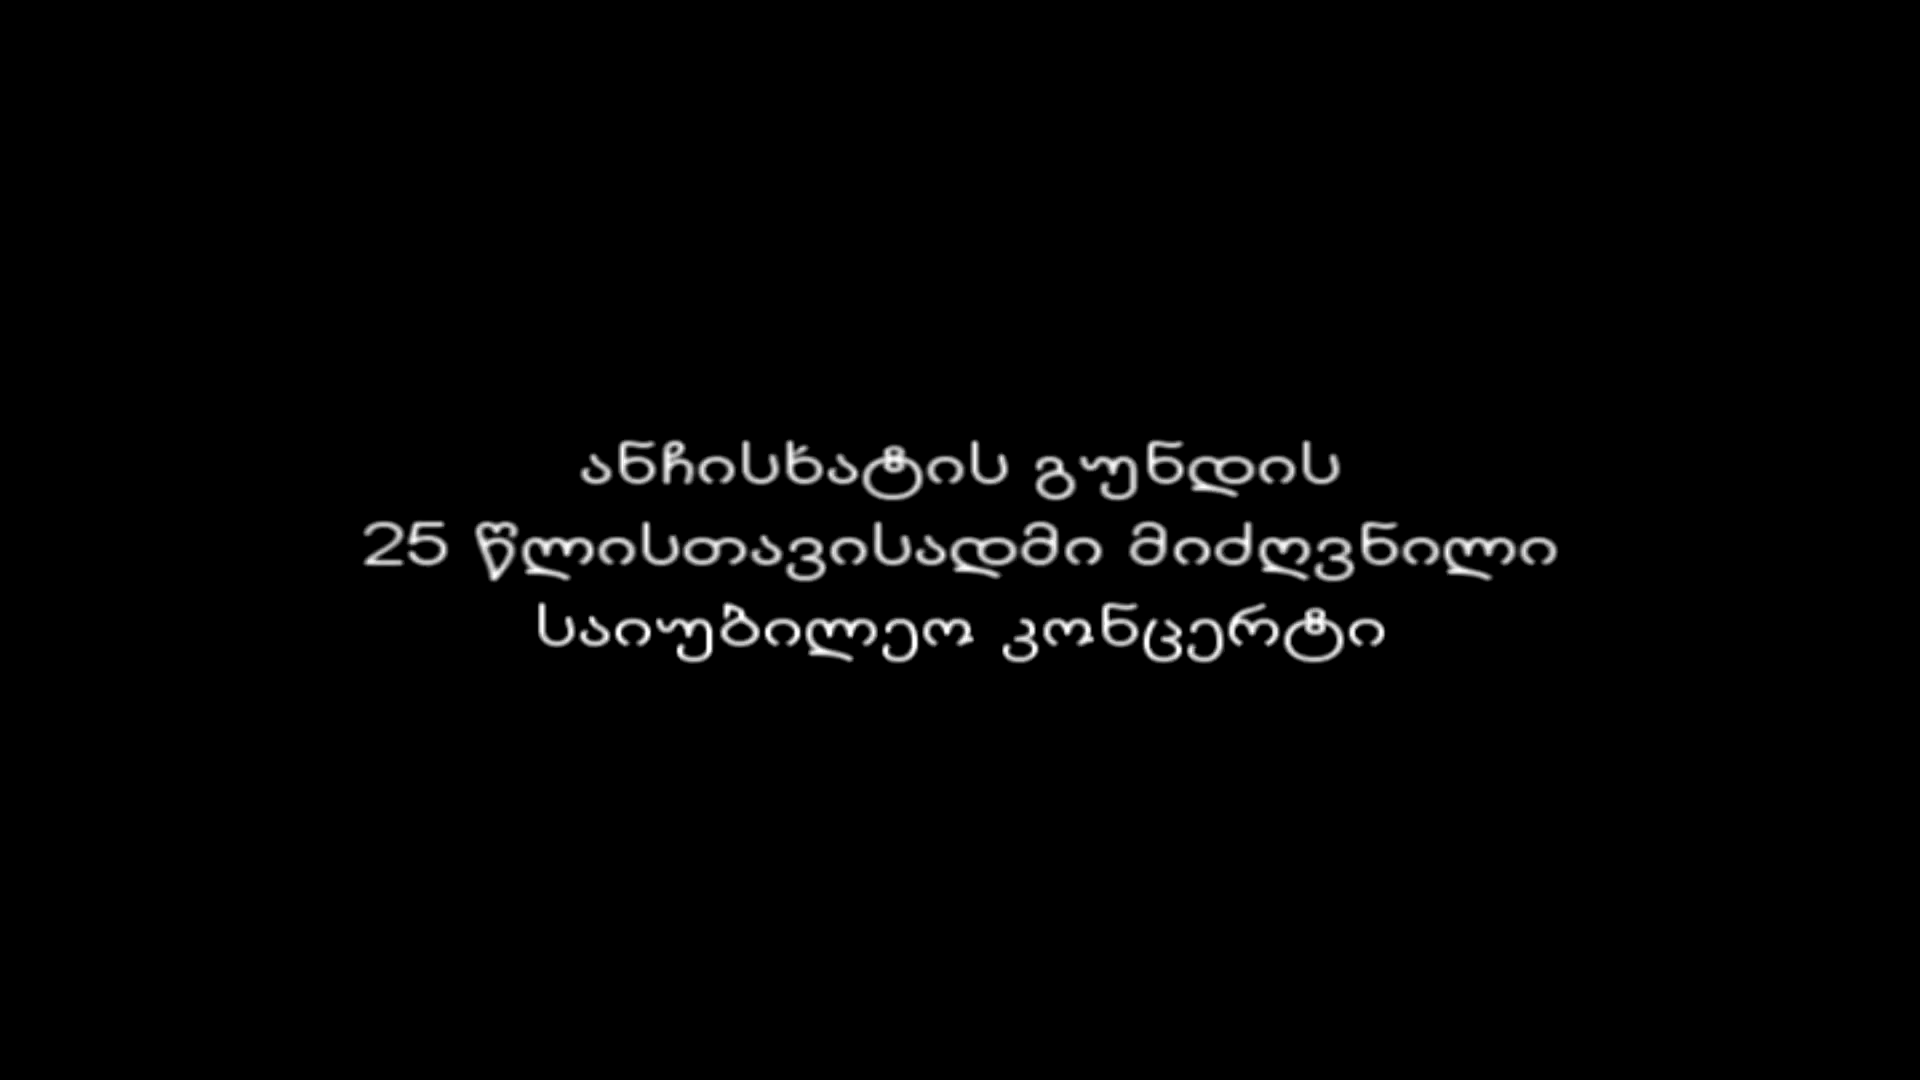 ანჩისხატის გუნდის
25 წლისთავისადმი მიძღვნილი
საიუბილეო კონცერტი